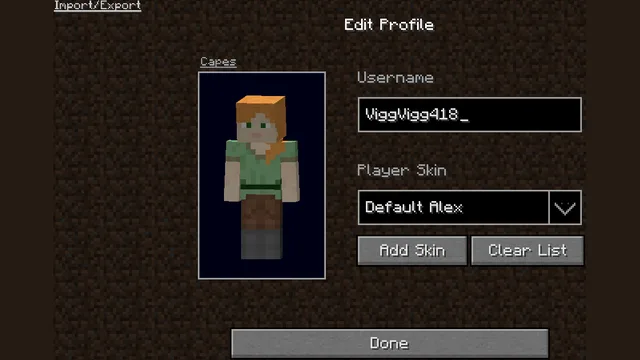 Import/Export
Edit Profile
Capes
Username
ViggVigg418_
Player Skin
Default Alex
Add Skin
Clear List
Done